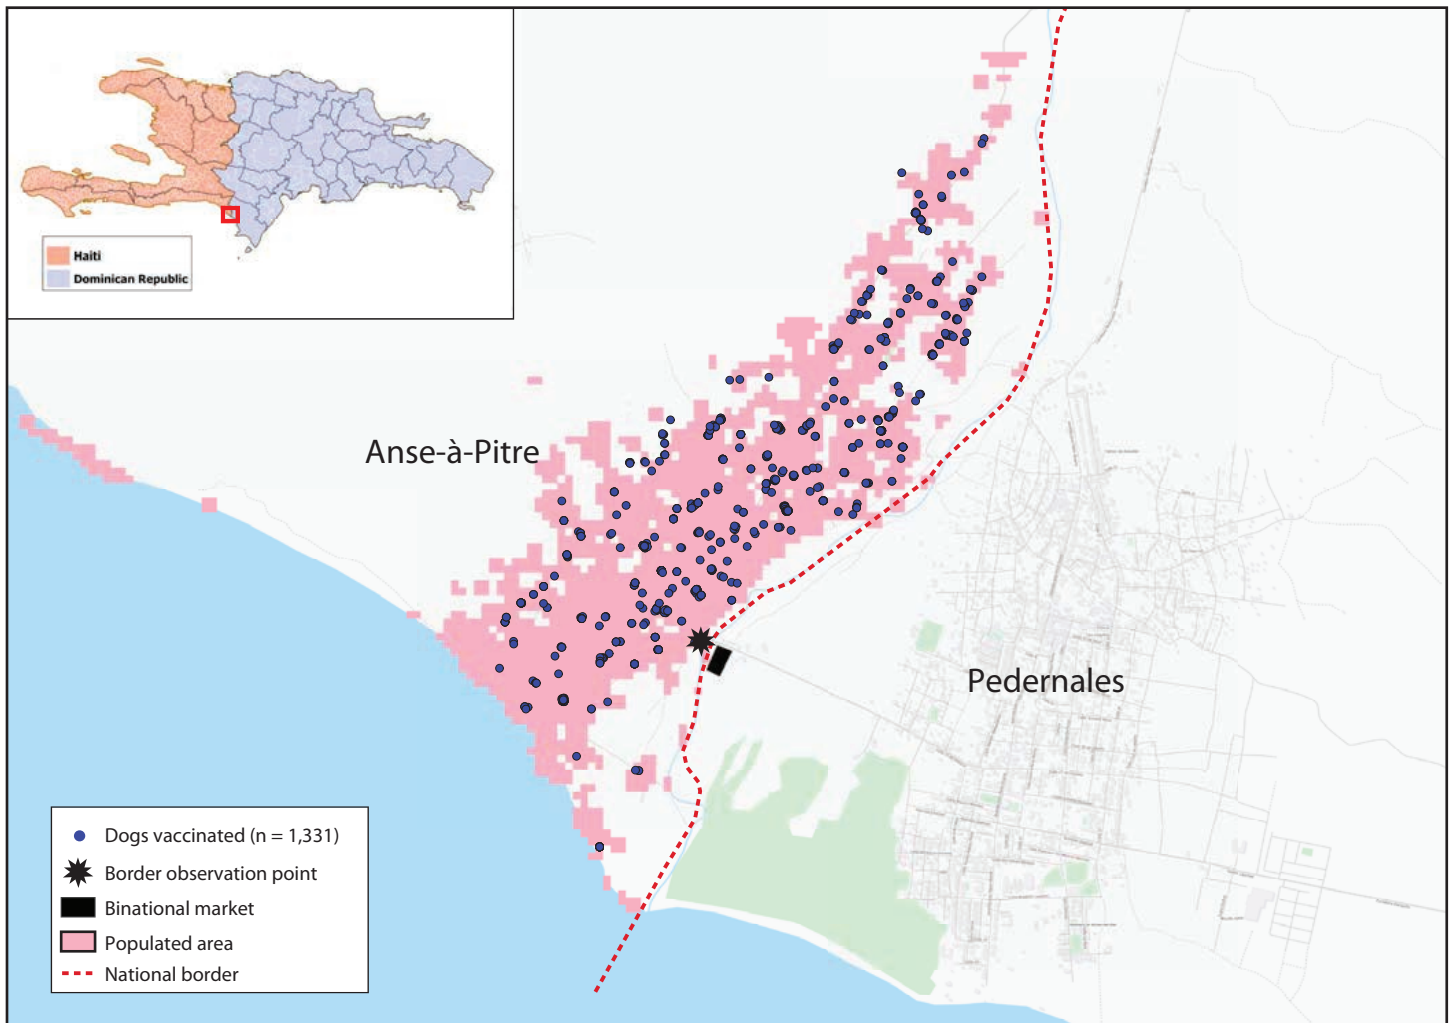 Haiti
Dominican Republic
Anse-à-Pitre
Pedernales
Dogs vaccinated (n = 1,331)
Border observation point
Binational market
Populated area
National border